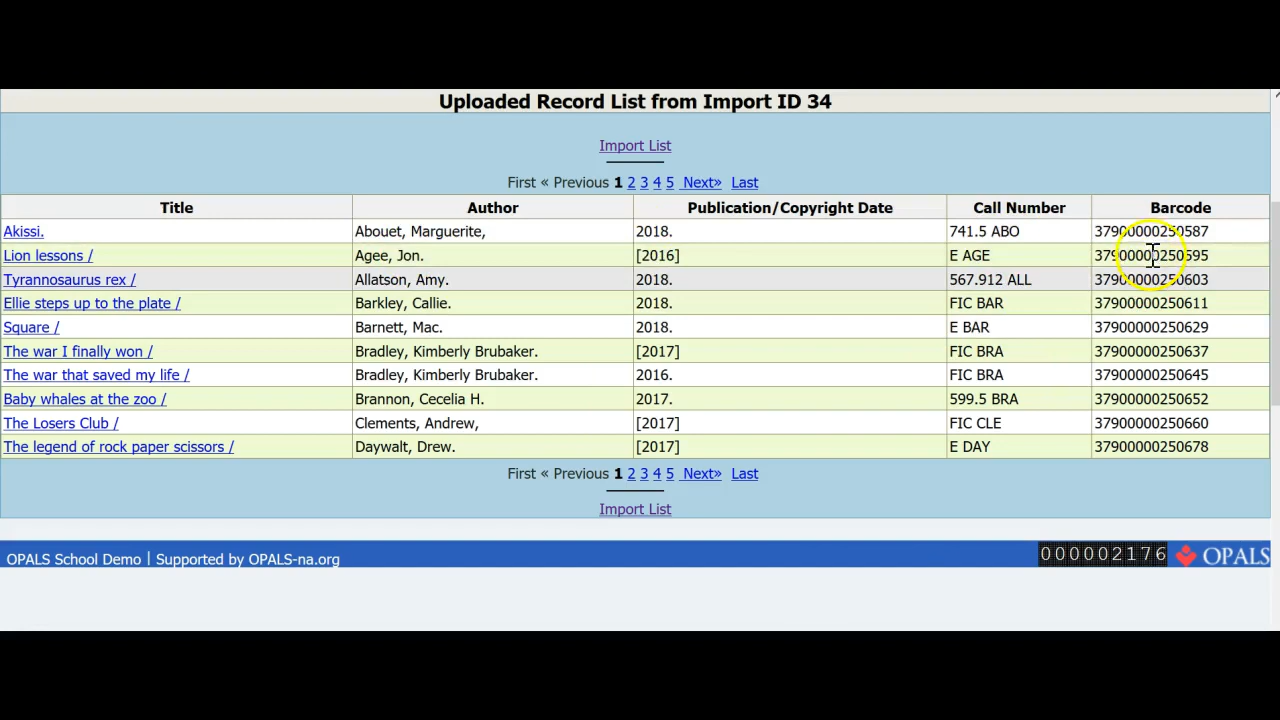 Uploaded Record List from Import ID 34
Import List
First « Previous 1 2 3 4 5 Next» Last
Title Author Publication/Copyright Date Call Number Barcode
Akissi. Abouet, Marguerite, 2018. 741.5 ABO 37900000250587
Lion lessons / Agee, Jon. [2016] E AGE 37900000250595
Tyrannosaurus rex / Allatson, Amy. 2018. 567.912 ALL 37900000250603
Ellie steps up to the plate / Barkley, Callie. 2018. FIC BAR 37900000250611
Square / Barnett, Mac. 2018. E BAR 37900000250629
The war I finally won / Bradley, Kimberly Brubaker. [2017] FIC BRA 37900000250637
The war that saved my life / Bradley, Kimberly Brubaker. 2016. FIC BRA 37900000250645
Baby whales at the zoo / Brannon, Cecelia H. 2017. 599.5 BRA 37900000250652
The Losers Club / Clements, Andrew, [2017] FIC CLE 37900000250660
The legend of rock paper scissors / Daywalt, Drew. [2017] E DAY 37900000250678
First « Previous 1 2 3 4 5 Next» Last
Import List
OPALS School Demo | Supported by OPALS-na.org 000002176 OPALS